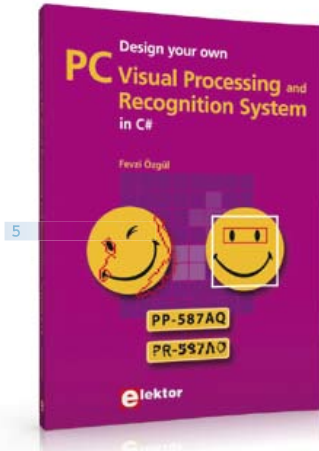 Design your own
PC Visual Processing and
Recognition System
in C#
Fevzi Özgül
5
PP-587AQ
PR-587AO
elektor